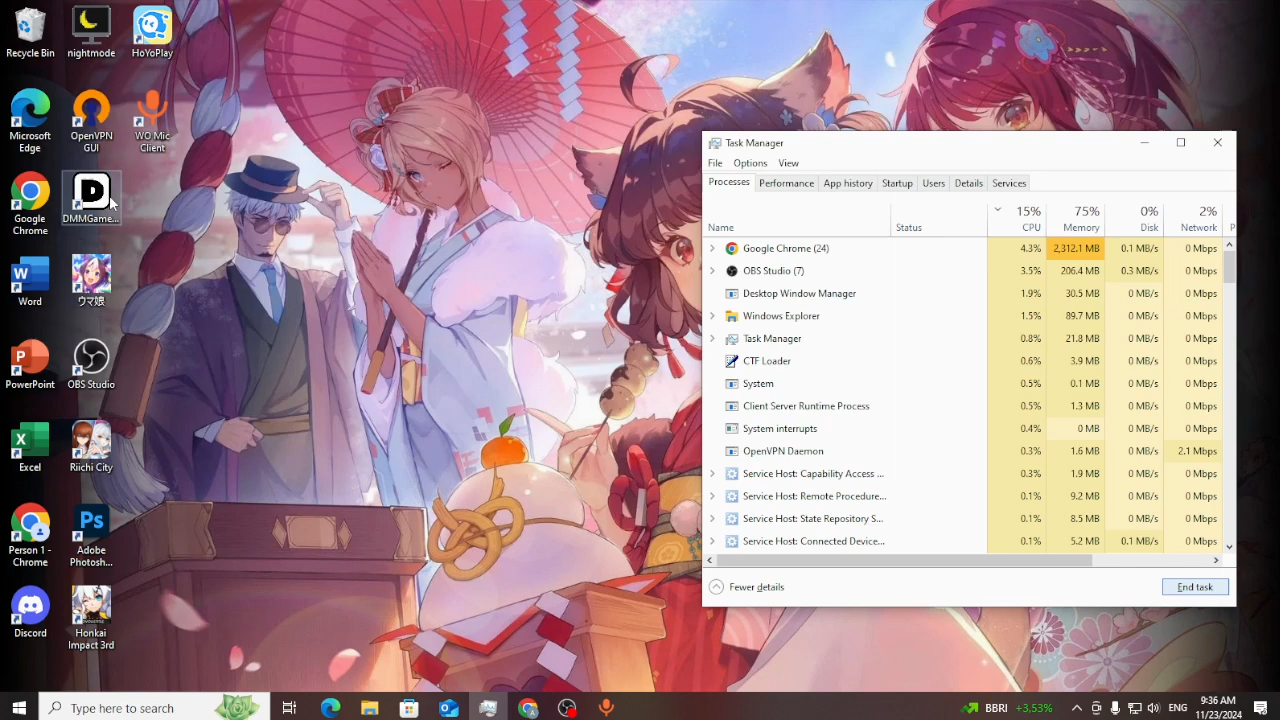 Recycle Bin
nightmode
HoYoPlay
Microsoft
Edge
OpenVPN
GUI
WO Mic
Client
Google
Chrome
D
DMMGame...
W
Word
ウマ娘
P
PowerPoint
OBS Studio
X
Excel
Riichi City
Person 1 -
Chrome
Ps
Adobe
Photosh...
Discord
Honkai
Impact 3rd
Task Manager
File Options View
Processes Performance App history Startup Users Details Services
15% 75% 0% 2%
Name Status CPU Memory Disk Network P
Google Chrome (24) 4.3% 2,312.1 MB 0.1 MB/s 0 Mbps
OBS Studio (7) 3.5% 206.4 MB 0.3 MB/s 0 Mbps
Desktop Window Manager 1.9% 30.5 MB 0 MB/s 0 Mbps
Windows Explorer 1.5% 89.7 MB 0 MB/s 0 Mbps
Task Manager 0.8% 21.8 MB 0 MB/s 0 Mbps
CTF Loader 0.6% 3.9 MB 0 MB/s 0 Mbps
System 0.5% 0.1 MB 0 MB/s 0 Mbps
Client Server Runtime Process 0.5% 1.3 MB 0 MB/s 0 Mbps
System interrupts 0.4% 0 MB 0 MB/s 0 Mbps
OpenVPN Daemon 0.3% 1.6 MB 0 MB/s 2.1 Mbps
Service Host: Capability Access ... 0.3% 1.9 MB 0 MB/s 0 Mbps
Service Host: Remote Procedure... 0.1% 9.2 MB 0 MB/s 0 Mbps
Service Host: State Repository S... 0.1% 8.5 MB 0 MB/s 0 Mbps
Service Host: Connected Device... 0.1% 5.2 MB 0.1 MB/s 0 Mbps
Fewer details End task
Type here to search
BBRI +3,53%
ENG
9:36 AM
11/23/2024